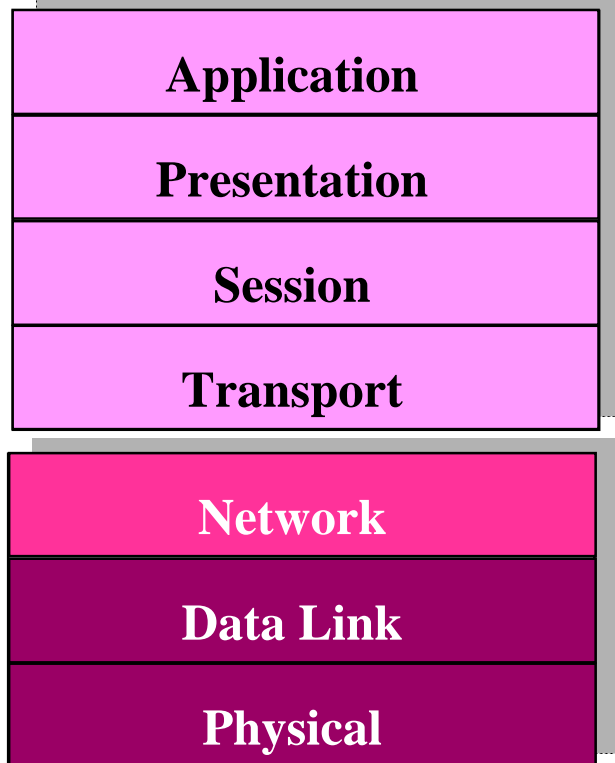 Application
Presentation
Session
Transport
Network
Data Link
Physical